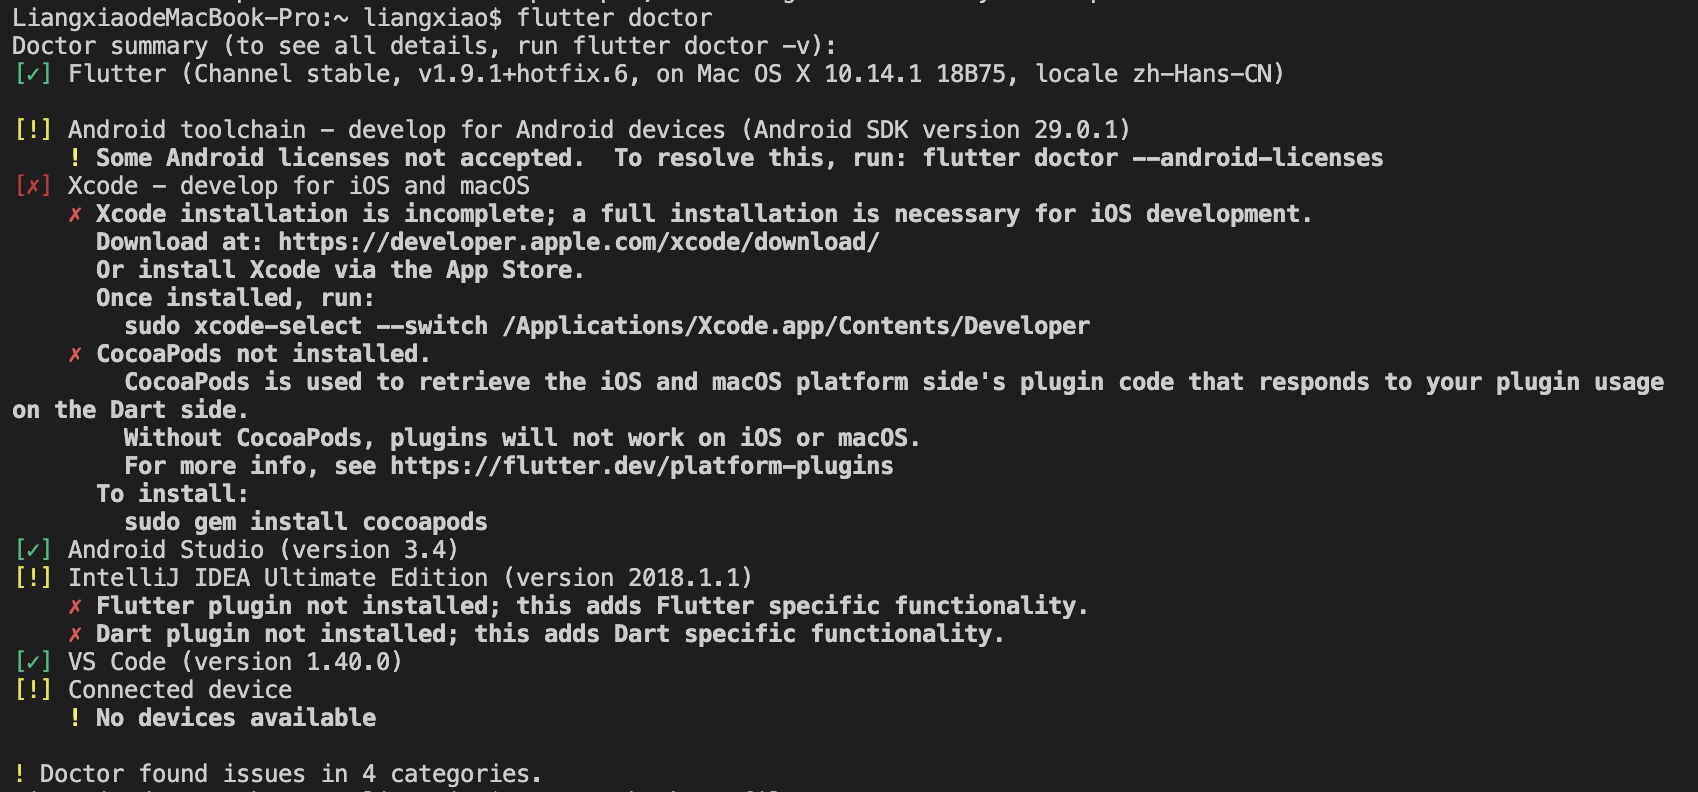 LiangxiaodeMacBook-Pro:~ liangxiao$ flutter doctor
Doctor summary (to see all details, run flutter doctor -v):
[✓] Flutter (Channel stable, v1.9.1+hotfix.6, on Mac OS X 10.14.1 18B75, locale zh-Hans-CN)
[!] Android toolchain - develop for Android devices (Android SDK version 29.0.1)
! Some Android licenses not accepted.  To resolve this, run: flutter doctor --android-licenses
[✗] Xcode - develop for iOS and macOS
✗ Xcode installation is incomplete; a full installation is necessary for iOS development.
Download at: https://developer.apple.com/xcode/download/
Or install Xcode via the App Store.
Once installed, run:
sudo xcode-select --switch /Applications/Xcode.app/Contents/Developer
✗ CocoaPods not installed.
CocoaPods is used to retrieve the iOS and macOS platform side's plugin code that responds to your plugin usage
on the Dart side.
Without CocoaPods, plugins will not work on iOS or macOS.
For more info, see https://flutter.dev/platform-plugins
To install:
sudo gem install cocoapods
[✓] Android Studio (version 3.4)
[!] IntelliJ IDEA Ultimate Edition (version 2018.1.1)
✗ Flutter plugin not installed; this adds Flutter specific functionality.
✗ Dart plugin not installed; this adds Dart specific functionality.
[✓] VS Code (version 1.40.0)
[!] Connected device
! No devices available
! Doctor found issues in 4 categories.